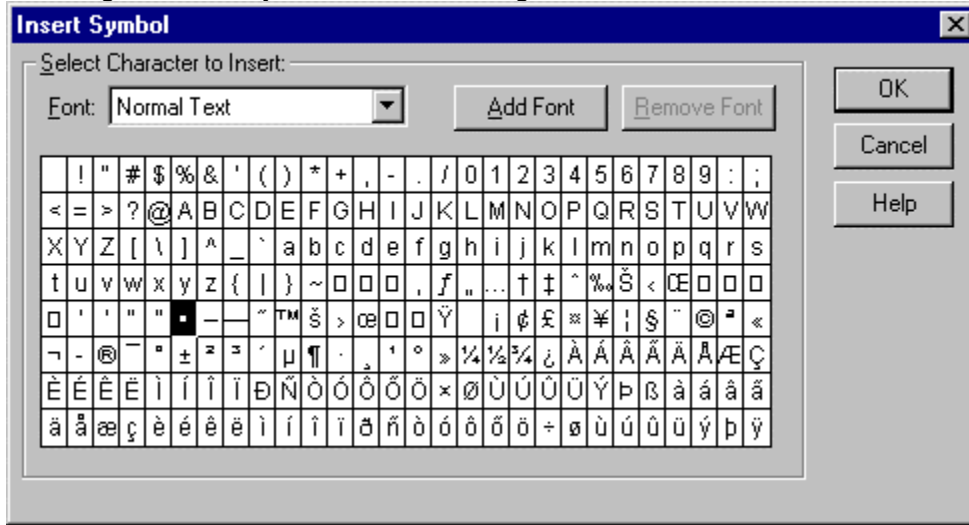 Insert Symbol
Select Character to Insert:
Font: Normal Text Add Font Remove Font OK
Cancel
Help
! " # $ % & ' ( ) * + , - . / 0 1 2 3 4 5 6 7 8 9 : ;
< = > ? @ A B C D E F G H I J K L M N O P Q R S T U V W
X Y Z [ \ ] ^ _ ` a b c d e f g h i j k l m n o p q r s
t u v w x y z { | } ~ □ □ □ ‚ ƒ „ … † ‡ ˆ ‰ Š ‹ Œ □ □ □
□ ‘ ’ “ ” • – — ˜ ™ š › œ □ □ Ÿ ¡ ¢ £ ¤ ¥ ¦ § ¨ © ª «
¬ - ® ¯ ° ± ² ³ ´ µ ¶ · ¸ ¹ º » ¼ ½ ¾ ¿ À Á Â Ã Ä Å Æ Ç
È É Ê Ë Ì Í Î Ï Ð Ñ Ò Ó Ô Õ Ö × Ø Ù Ú Û Ü Ý Þ ß à á â ã
ä å æ ç è é ê ë ì í î ï ð ñ ò ó ô õ ö ÷ ø ù ú û ü ý þ ÿ